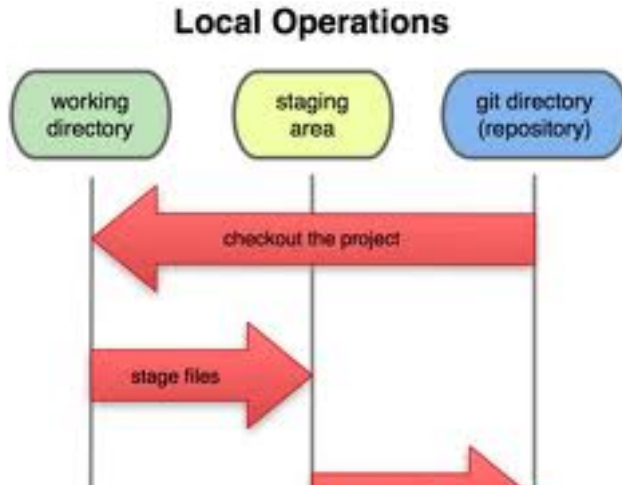 Local Operations
working
directory
staging
area
git directory
(repository)
checkout the project
stage files